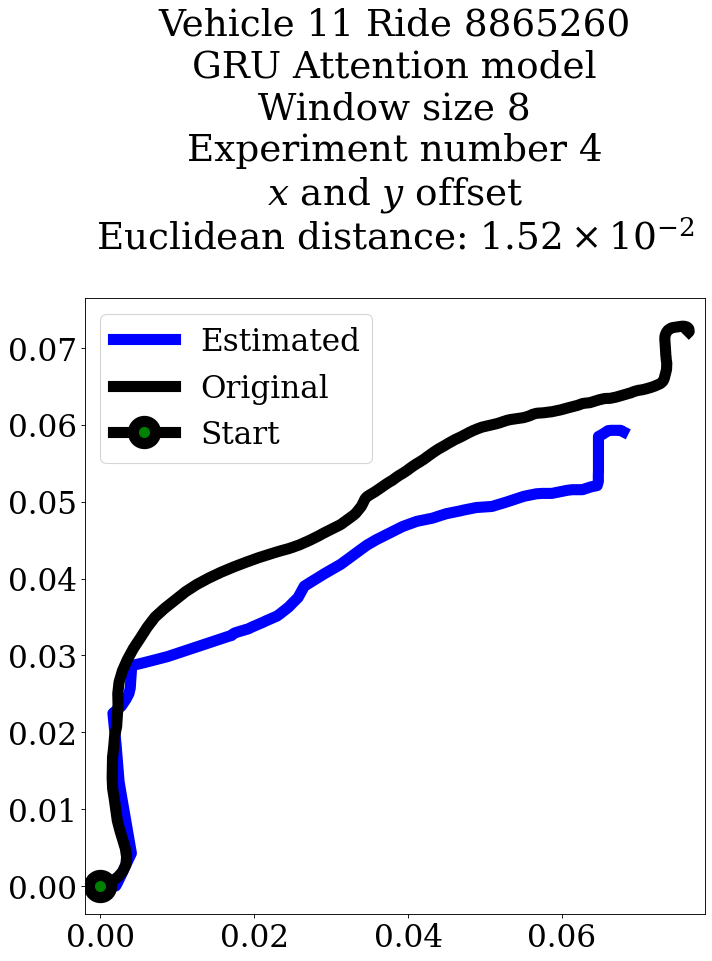 Vehicle 11 Ride 8865260
GRU Attention model
Window size 8
Experiment number 4
x and y offset
Euclidean distance: 1.52 × 10⁻²
Estimated
Original
Start
0.07
0.06
0.05
0.04
0.03
0.02
0.01
0.00
0.00 0.02 0.04 0.06